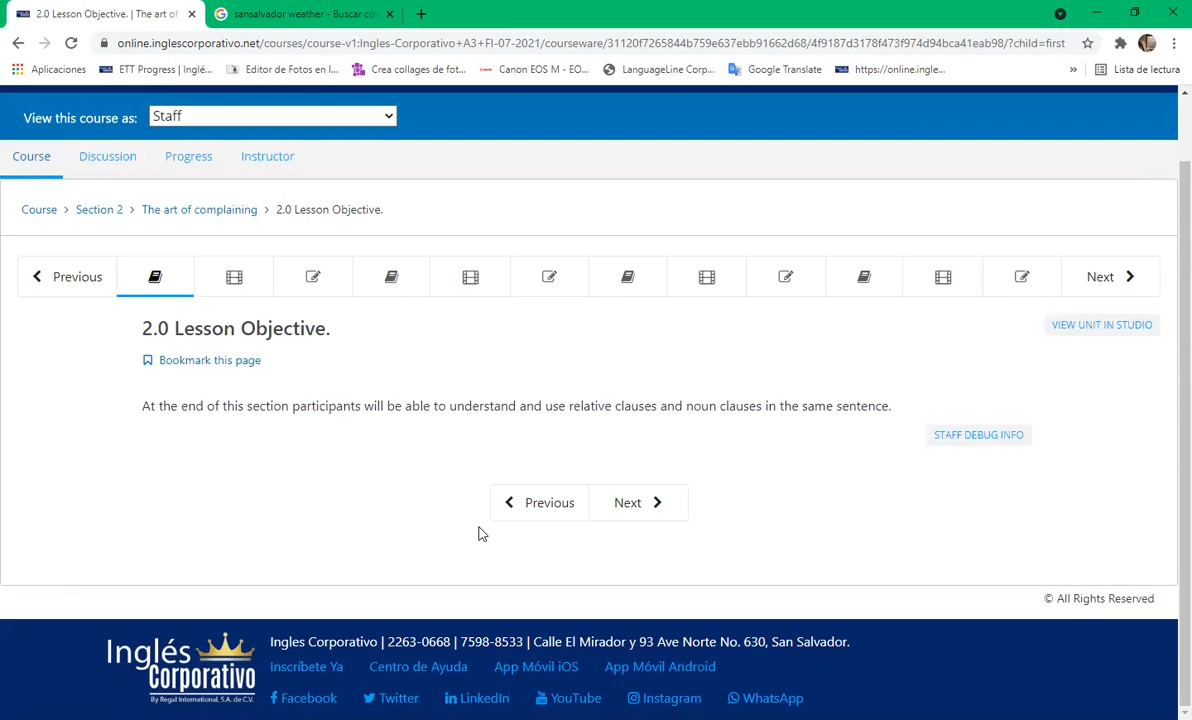 2.0 Lesson Objective. | The art of
sansalvador weather - Buscar co
online.inglescorporativo.net/courses/course-v1:Ingles-Corporativo+A3+FI-07-2021/courseware/31120f7265844b759e637ebb91662d68/4f9187d3178f473f974d94bca41eab98/?child=first
Aplicaciones
ETT Progress | Inglé...
Editor de Fotos en l...
Crea collages de fot...
Canon EOS M - EO...
LanguageLine Corp...
Google Translate
https://online.ingle...
»
Lista de lectura
View this course as:
Staff
Course
Discussion
Progress
Instructor
Course > Section 2 > The art of complaining > 2.0 Lesson Objective.
Previous
Next
2.0 Lesson Objective.
VIEW UNIT IN STUDIO
Bookmark this page
At the end of this section participants will be able to understand and use relative clauses and noun clauses in the same sentence.
STAFF DEBUG INFO
Previous
Next
© All Rights Reserved
Inglés Corporativo
By Regal International, S.A. de C.V.
Ingles Corporativo | 2263-0668 | 7598-8533 | Calle El Mirador y 93 Ave Norte No. 630, San Salvador.
Inscríbete Ya
Centro de Ayuda
App Móvil iOS
App Móvil Android
Facebook
Twitter
LinkedIn
YouTube
Instagram
WhatsApp